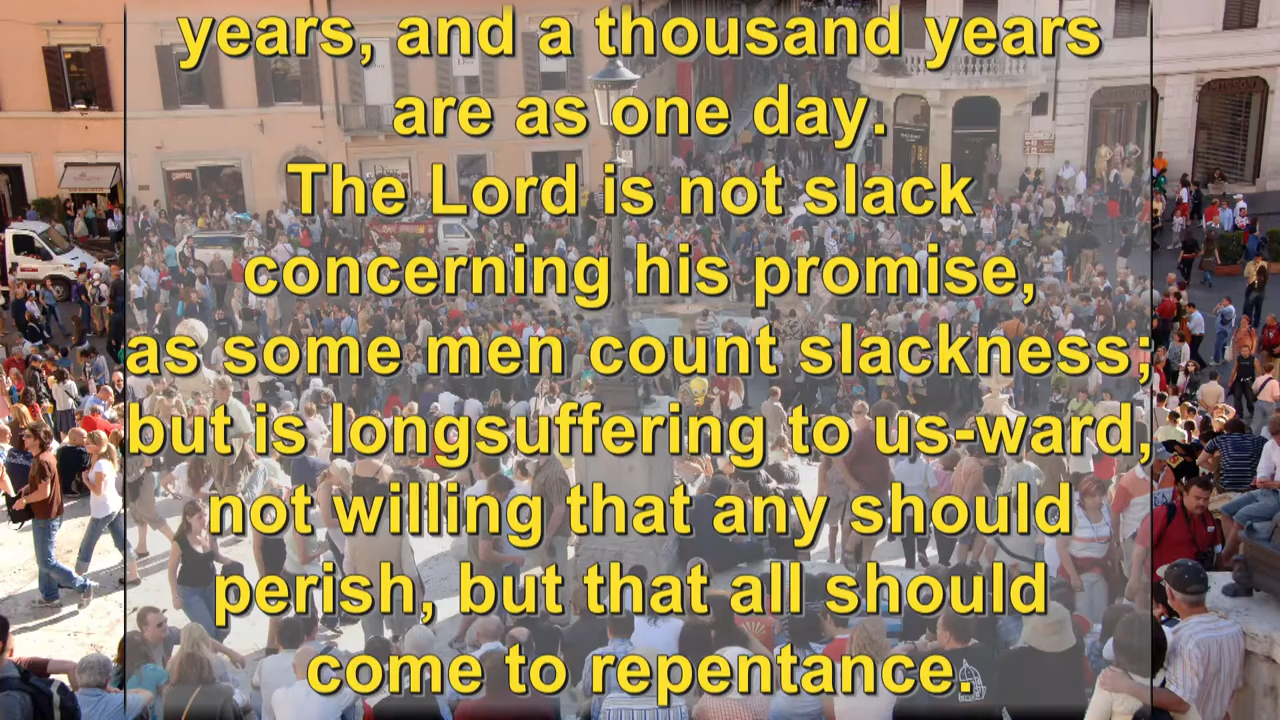 years, and a thousand years
are as one day.
The Lord is not slack
concerning his promise,
as some men count slackness;
but is longsuffering to us-ward,
not willing that any should
perish, but that all should
come to repentance.